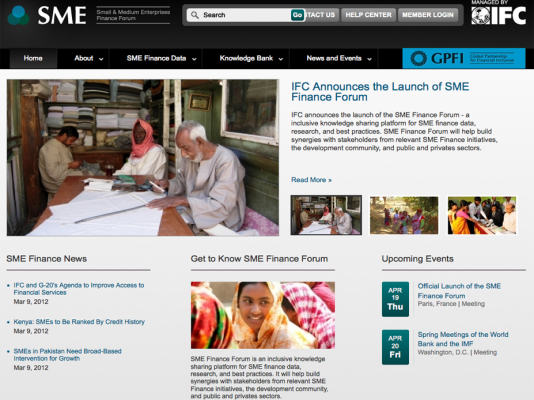 SME
Small & Medium Enterprises
Finance Forum
Search
Go
TACT US
HELP CENTER
MEMBER LOGIN
MANAGED BY
IFC
Home
About
SME Finance Data
Knowledge Bank
News and Events
GPFI
Global Partnership
for Financial Inclusion
IFC Announces the Launch of SME
Finance Forum
IFC announces the launch of the SME Finance Forum - a
inclusive knowledge sharing platform for SME finance data,
research, and best practices. SME Finance Forum will help build
synergies with stakeholders from relevant SME Finance initiatives,
the development community, and public and privates sectors.
Read More »
SME Finance News
IFC and G-20's Agenda to Improve Access to
Financial Services
Mar 9, 2012
Kenya: SMEs to Be Ranked By Credit History
Mar 9, 2012
SMEs in Pakistan Need Broad-Based
Intervention for Growth
Mar 9, 2012
Get to Know SME Finance Forum
SME Finance Forum is an inclusive knowledge
sharing platform for SME finance data,
research, and best practices. It will help build
synergies with stakeholders from relevant SME
Finance initiatives, the development community,
and public and private sectors.
Upcoming Events
APR
19
Thu
Official Launch of the SME
Finance Forum
Paris, France | Meeting
APR
20
Fri
Spring Meetings of the World
Bank and the IMF
Washington, D.C. | Meeting